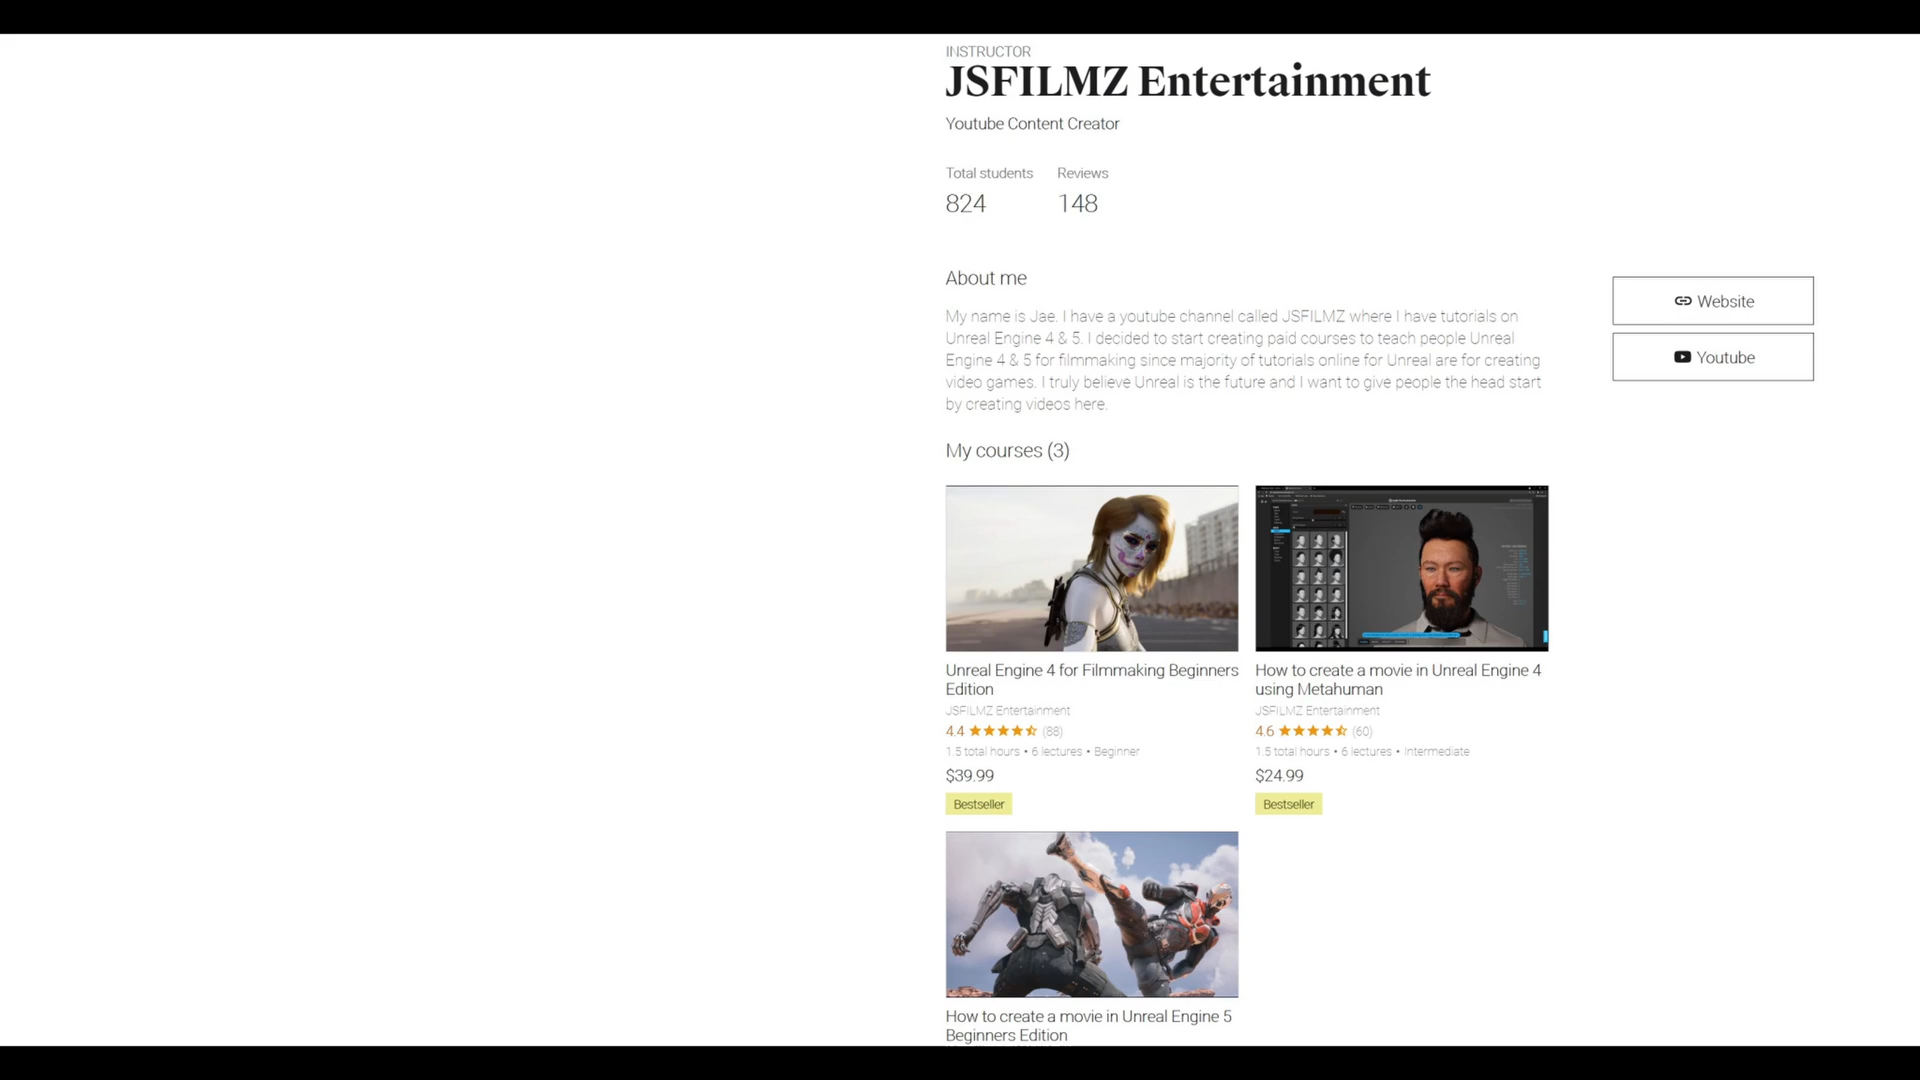 INSTRUCTOR
JSFILMZ Entertainment
Youtube Content Creator
Total students
Reviews
824
148
About me
My name is Jae. I have a youtube channel called JSFILMZ where I have tutorials on
Unreal Engine 4 & 5. I decided to start creating paid courses to teach people Unreal
Engine 4 & 5 for filmmaking since majority of tutorials online for Unreal are for creating
video games. I truly believe Unreal is the future and I want to give people the head start
by creating videos here.
Website
Youtube
My courses (3)
Unreal Engine 4 for Filmmaking Beginners
Edition
JSFILMZ Entertainment
4.4 (88)
1.5 total hours • 6 lectures • Beginner
$39.99
Bestseller
How to create a movie in Unreal Engine 4
using Metahuman
JSFILMZ Entertainment
4.6 (60)
1.5 total hours • 6 lectures • Intermediate
$24.99
Bestseller
How to create a movie in Unreal Engine 5
Beginners Edition